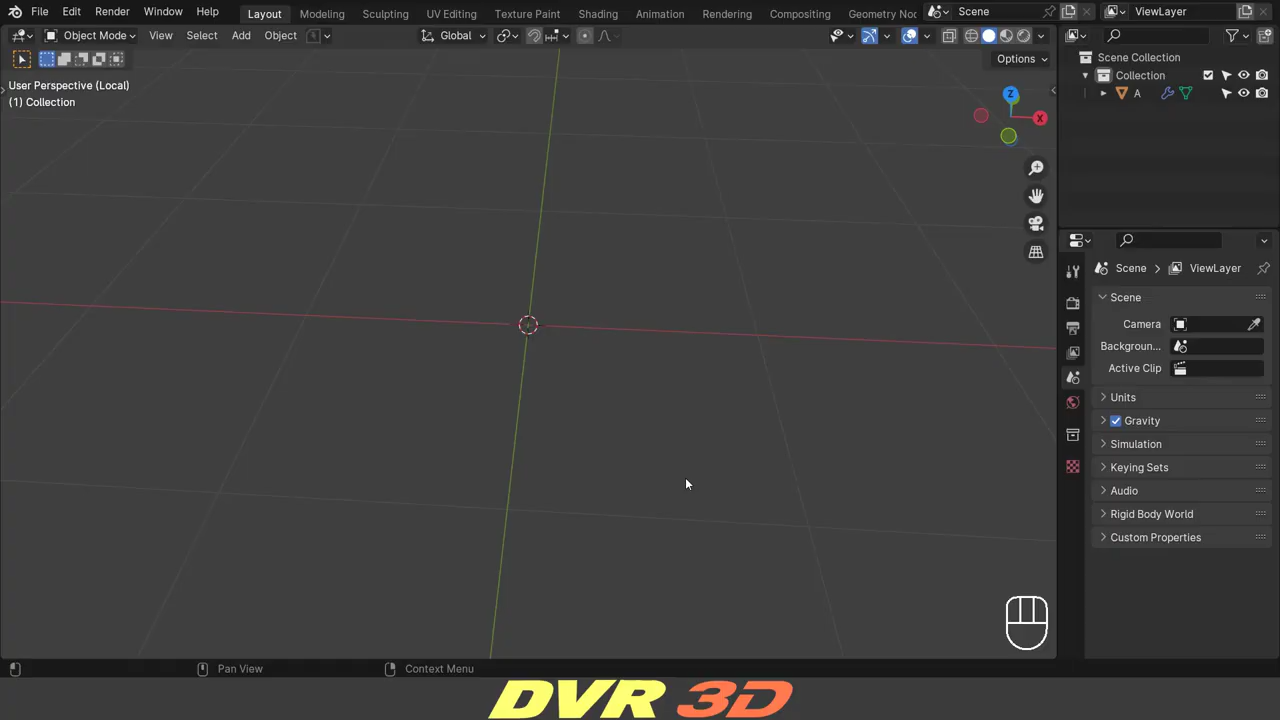 File Edit Render Window Help Layout Modeling Sculpting UV Editing Texture Paint Shading Animation Rendering Compositing Geometry Noc Scene ViewLayer
Object Mode View Select Add Object Global
Options
User Perspective (Local)
(1) Collection
Z
X
Scene Collection
Collection
A
Scene > ViewLayer
Scene
Camera
Backgroun...
Active Clip
Units
Gravity
Simulation
Keying Sets
Audio
Rigid Body World
Custom Properties
Pan View Context Menu
DVR 3D